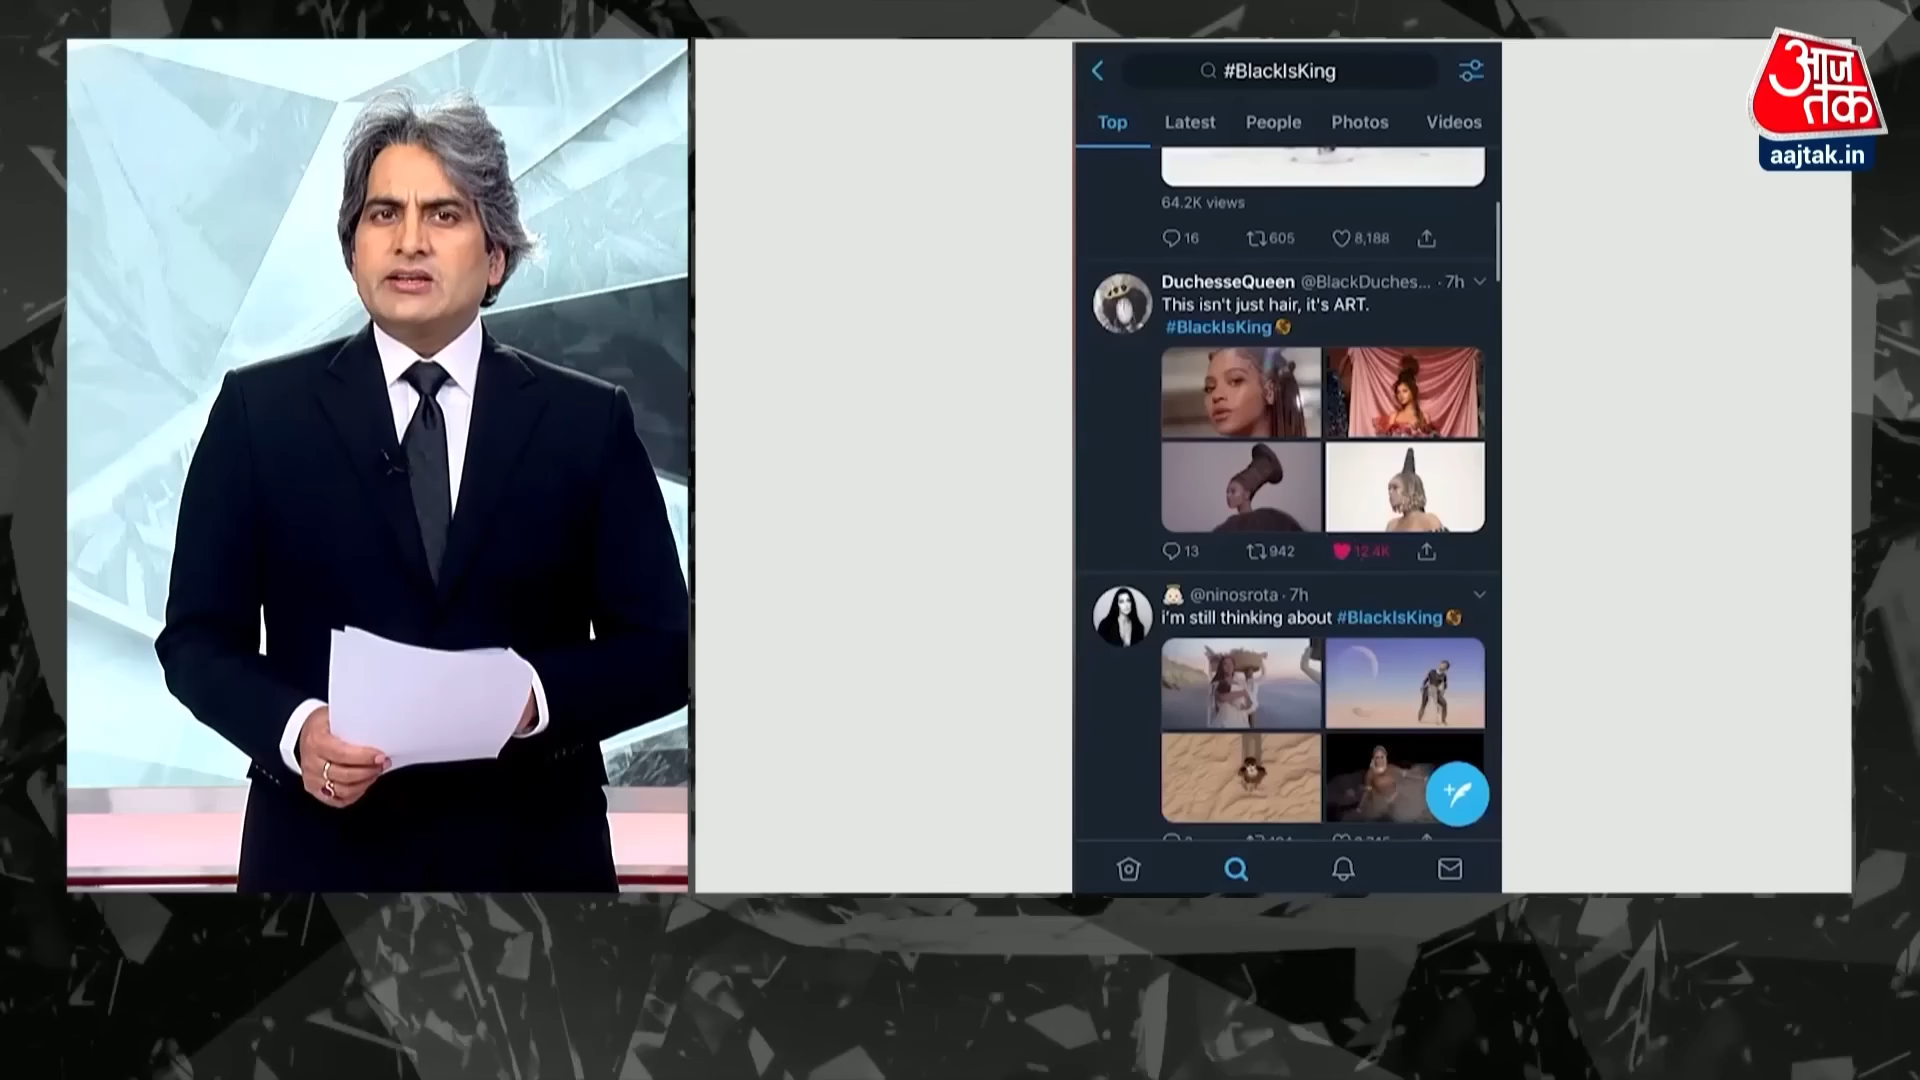 #BlackIsKing
Top Latest People Photos Videos
64.2K views
16 605 8,188
DuchesseQueen @BlackDuches... · 7h
This isn't just hair, it's ART.
#BlackIsKing
13 942 12.4K
@ninosrota · 7h
i'm still thinking about #BlackIsKing
आज
तक
aajtak.in